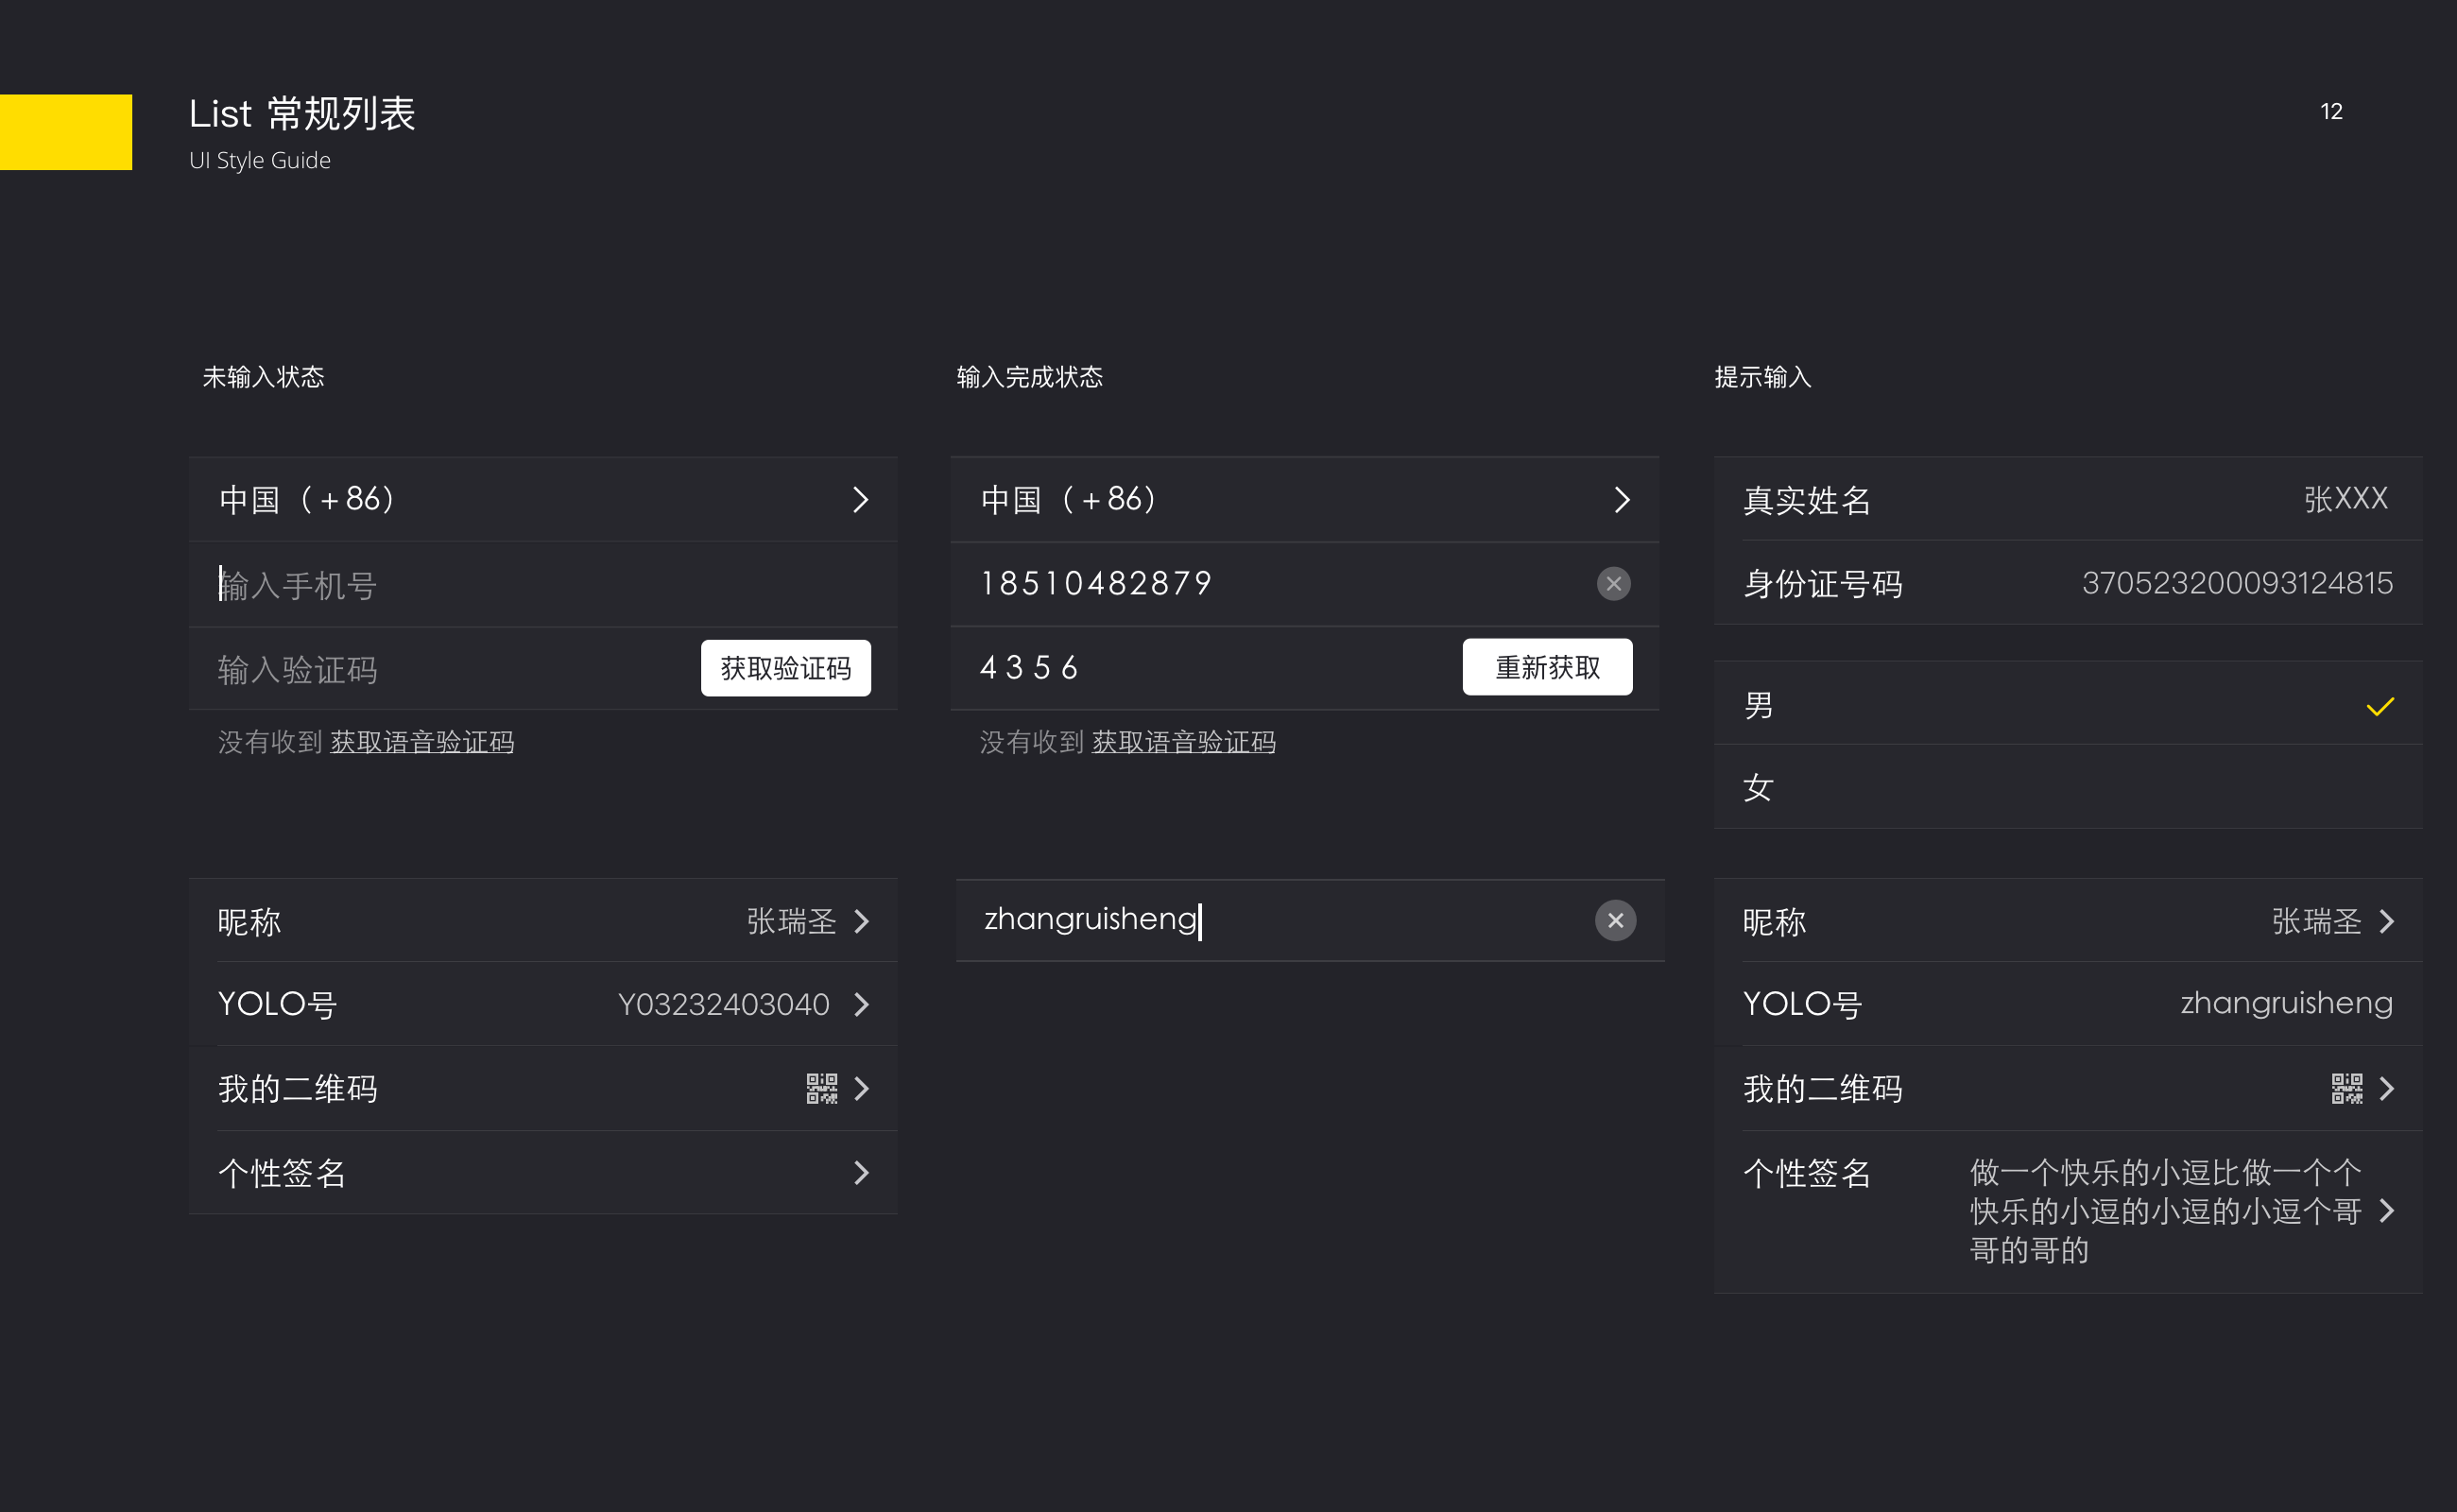 List 常规列表
UI Style Guide
12
未输入状态
中国（+86）
输入手机号
输入验证码
获取验证码
没有收到 获取语音验证码
昵称
张瑞圣
YOLO号
Y03232403040
我的二维码
个性签名
输入完成状态
中国（+86）
18510482879
4356
重新获取
没有收到 获取语音验证码
zhangruisheng
提示输入
真实姓名
张XXX
身份证号码
370523200093124815
男
女
昵称
张瑞圣
YOLO号
zhangruisheng
我的二维码
个性签名
做一个快乐的小逗比做一个个
快乐的小逗的小逗的小逗个哥
哥的哥的